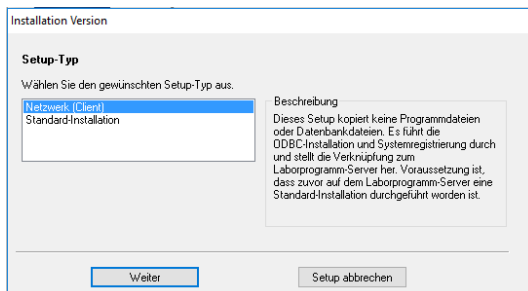 Installation Version
Setup-Typ
Wählen Sie den gewünschten Setup-Typ aus.
Netzwerk (Client)
Standard-Installation
Beschreibung
Dieses Setup kopiert keine Programmdateien
oder Datenbankdateien. Es führt die
ODBC-Installation und Systemregistrierung durch
und stellt die Verknüpfung zum
Laborprogramm-Server her. Voraussetzung ist,
dass zuvor auf dem Laborprogramm-Server eine
Standard-Installation durchgeführt worden ist.
Weiter
Setup abbrechen